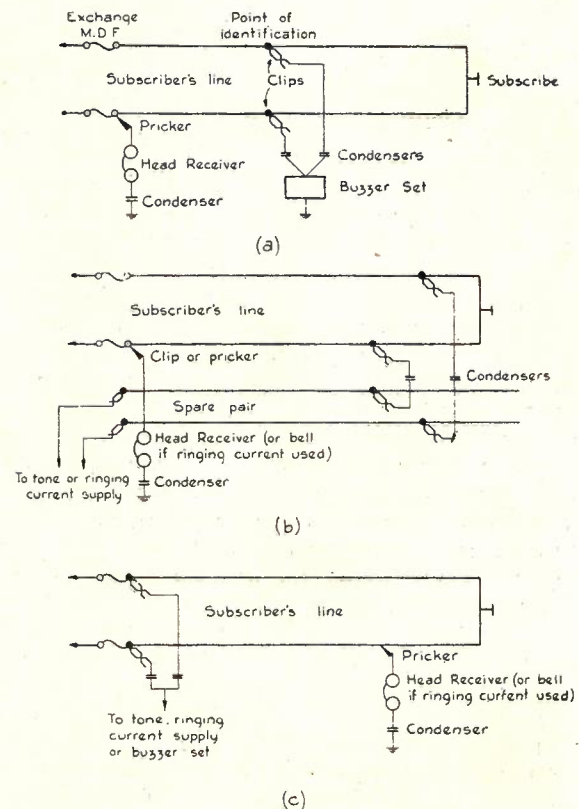 Exchange
M.D.F
Point of
identification
Subscriber's line
Clips
Subscribe
Pricker
Head Receiver
Condenser
Condensers
Buzzer Set
(a)
Subscriber's line
Clip or pricker
Condensers
Spare pair
Head Receiver (or bell
if ringing current used)
To tone or ringing
current supply
Condenser
(b)
Subscriber's line
Pricker
Head Receiver (or bell
if ringing current used)
Condenser
To tone, ringing
current supply
or buzzer set
(c)